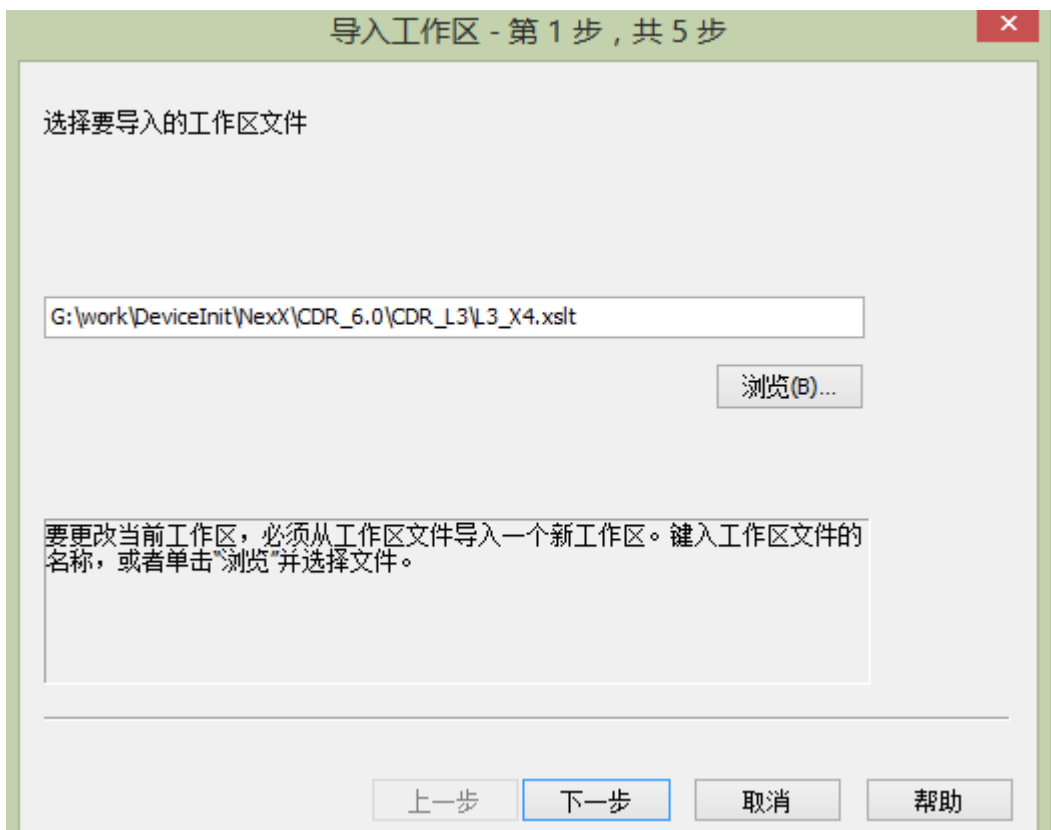 导入工作区 - 第 1 步，共 5 步
选择要导入的工作区文件
G:\work\DeviceInit\NexX\CDR_6.0\CDR_L3\L3_X4.xslt
浏览(B)...
要更改当前工作区，必须从工作区文件导入一个新工作区。键入工作区文件的
名称，或者单击"浏览"并选择文件。
上一步 下一步 取消 帮助